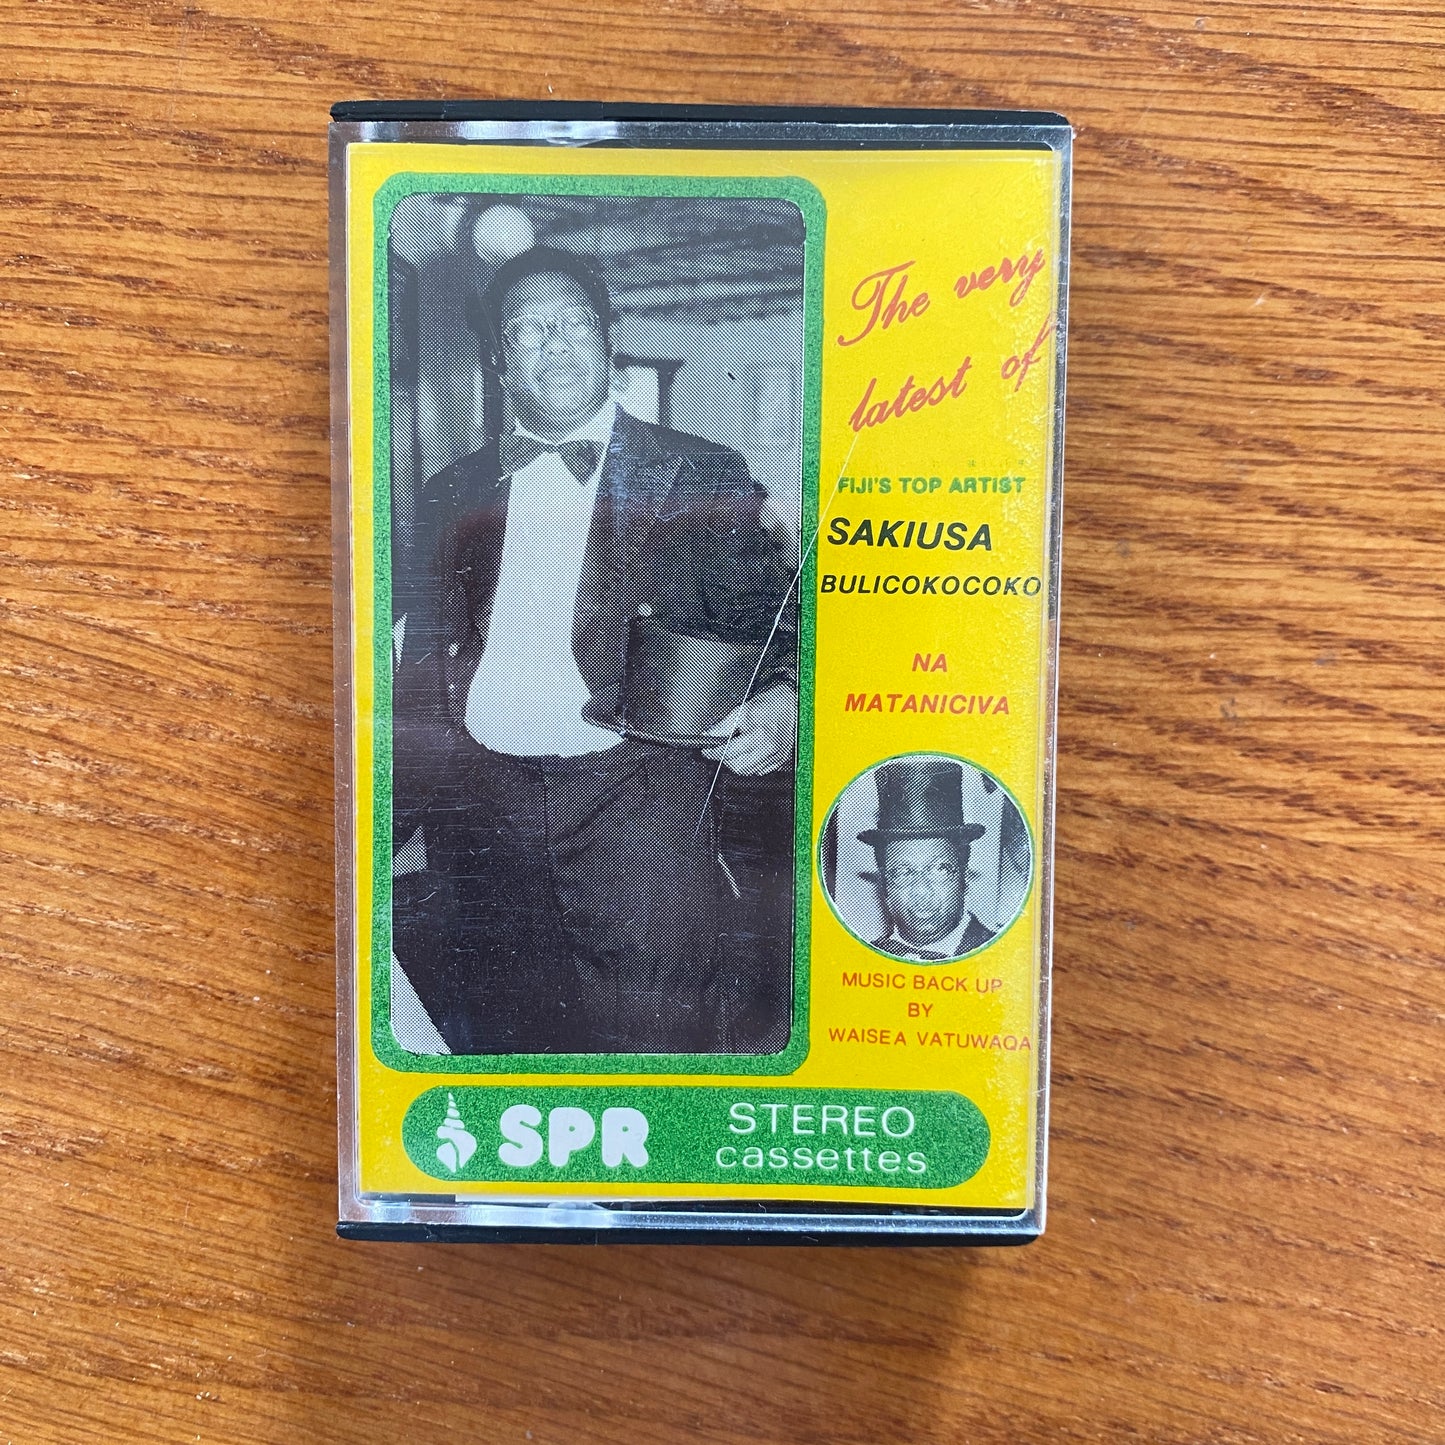 The very
latest of
FIJI'S TOP ARTIST
SAKIUSA
BULICOKOCOKO
NA
MATANICIVA
MUSIC BACK UP
BY
WAISEA VATUWAQA
SPR
STEREO
cassettes